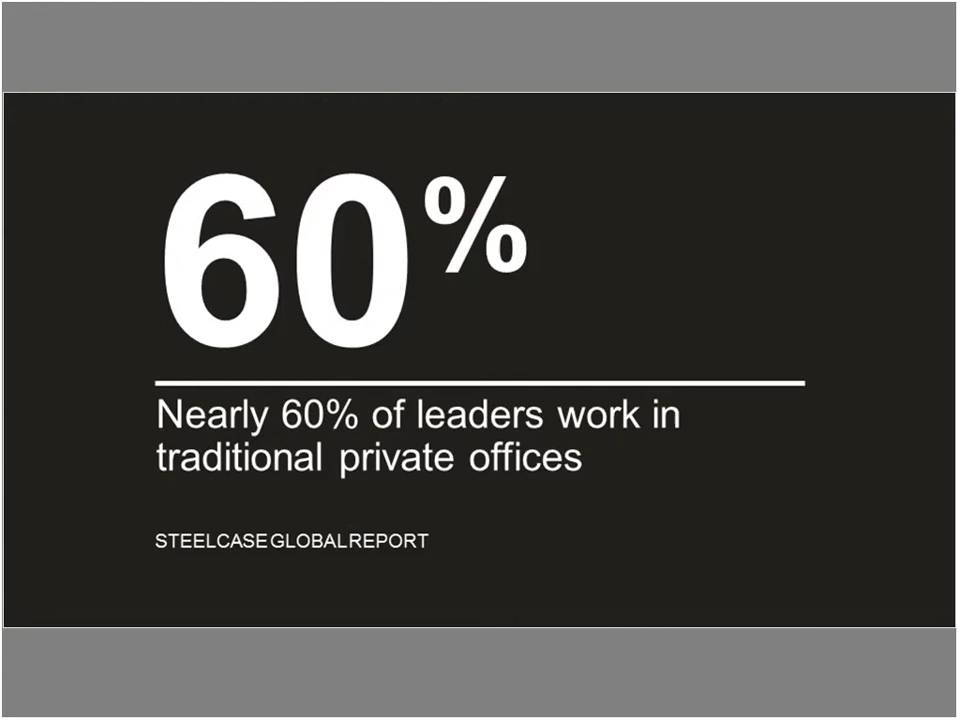 60%
Nearly 60% of leaders work in
traditional private offices
STEELCASE GLOBAL REPORT